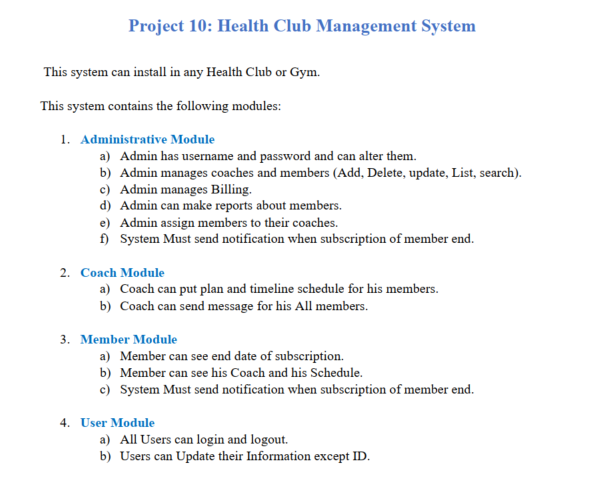 Project 10: Health Club Management System
This system can install in any Health Club or Gym.
This system contains the following modules:
1. Administrative Module
a) Admin has username and password and can alter them.
b) Admin manages coaches and members (Add, Delete, update, List, search).
c) Admin manages Billing.
d) Admin can make reports about members.
e) Admin assign members to their coaches.
f) System Must send notification when subscription of member end.
2. Coach Module
a) Coach can put plan and timeline schedule for his members.
b) Coach can send message for his All members.
3. Member Module
a) Member can see end date of subscription.
b) Member can see his Coach and his Schedule.
c) System Must send notification when subscription of member end.
4. User Module
a) All Users can login and logout.
b) Users can Update their Information except ID.